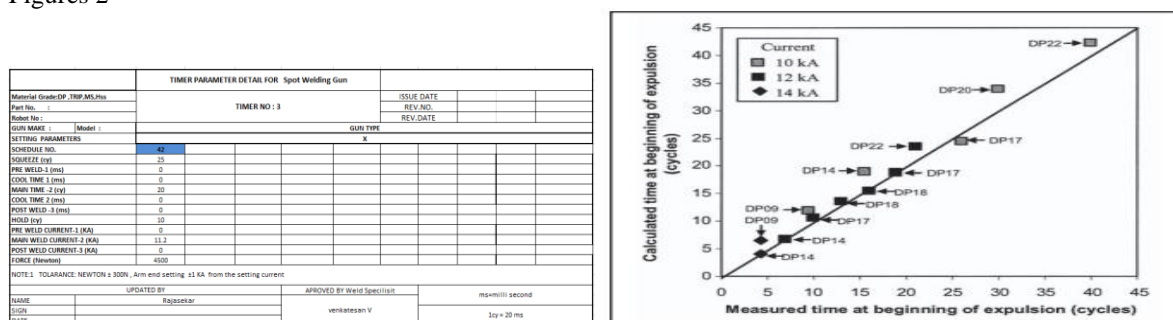 Figures 2
TIMER PARAMETER DETAIL FOR Spot Welding Gun
Material Grade:DP .TRIP,MS,Hss
TIMER NO : 3
ISSUE DATE
Part No. :
REV.NO.
Robot No :
REV.DATE
GUN MAKE : Model :
GUN TYPE
SETTING PARAMETERS
X
SCHEDULE NO. 42
SQUEEZE (cy) 25
PRE WELD-1 (ms) 0
COOL TIME 1 (ms) 0
MAIN TIME -2 (cy) 20
COOL TIME 2 (ms) 0
POST WELD -3 (ms) 0
HOLD (cy) 10
PRE WELD CURRENT-1 (KA) 0
MAIN WELD CURRENT-2 (KA) 11.2
POST WELD CURRENT-3 (KA) 0
FORCE (Newton) 4500
NOTE:1 TOLARANCE: NEWTON ± 300N , Arm end setting ±1 KA from the setting current
UPDATED BY
APROVED BY Weld Specilisit
ms=milli second
NAME Rajasekar
SIGN
venkatesan V
1cy = 20 ms
DATE
Calculated time at beginning of expulsion
(cycles)
45
40
35
30
25
20
15
10
5
0
Current
10 kA
12 kA
14 kA
DP22
DP20
DP17
DP22
DP14
DP17
DP18
DP18
DP09
DP09
DP17
DP14
DP14
0 5 10 15 20 25 30 35 40 45
Measured time at beginning of expulsion (cycles)